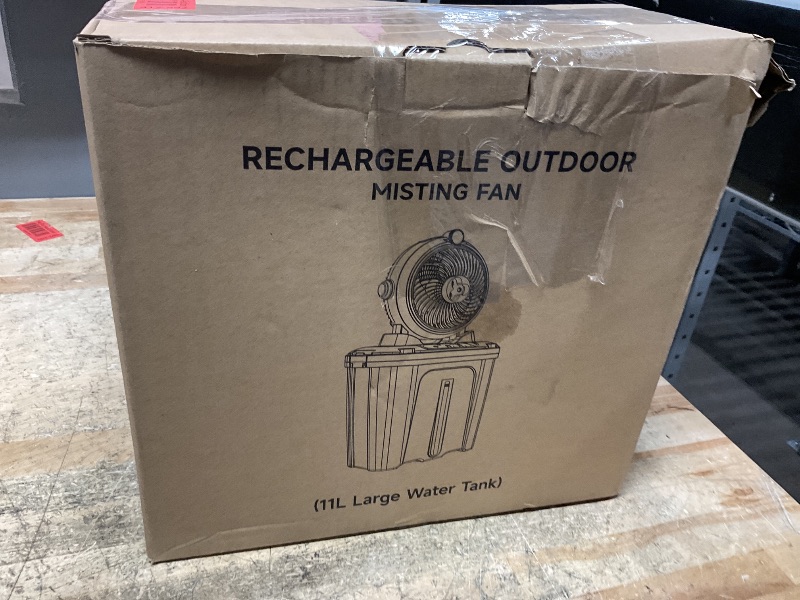 RECHARGEABLE OUTDOOR
MISTING FAN
(11L Large Water Tank)